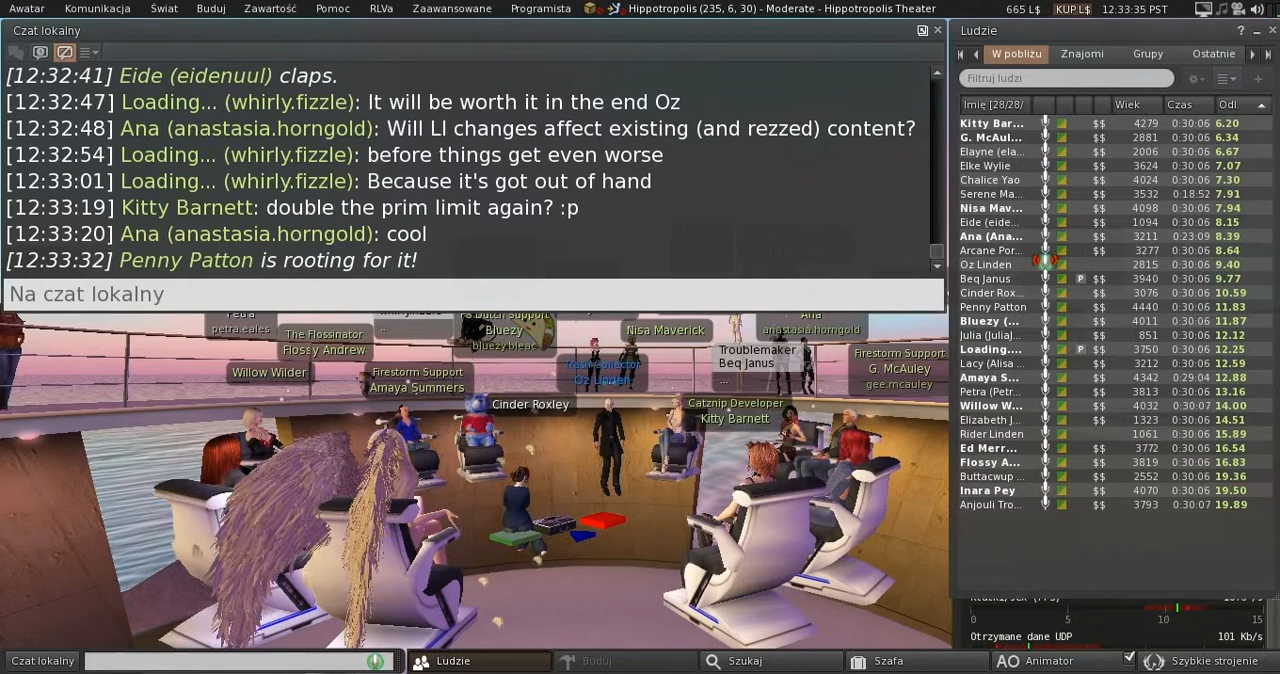 Awatar Komunikacja Świat Buduj Zawartość Pomoc RLVa Zaawansowane Programista Hippotropolis (235, 6, 30) - Moderate - Hippotropolis Theater 665 L$ KUP L$ 12:33:35 PST
Czat lokalny
[12:32:41] Eide (eidenuul) claps.
[12:32:47] Loading... (whirly.fizzle): It will be worth it in the end Oz
[12:32:48] Ana (anastasia.horngold): Will LI changes affect existing (and rezzed) content?
[12:32:54] Loading... (whirly.fizzle): before things get even worse
[12:33:01] Loading... (whirly.fizzle): Because it's got out of hand
[12:33:19] Kitty Barnett: double the prim limit again? :p
[12:33:20] Ana (anastasia.horngold): cool
[12:33:32] Penny Patton is rooting for it!
Na czat lokalny
petra.eales
The Flossinator
Flossy Andrew
Willow Wilder
Firestorm Support
Amaya Summers
Bluezy
Cinder Roxley
Nisa Maverick
Oz Linden
Troublemaker
Beq Janus
...
anastasia.horngold
Catznip Developer
Kitty Barnett
Firestorm Support
G. McAuley
gee.mcauley
Ludzie
? _ ×
W pobliżu Znajomi Grupy Ostatnie
Filtruj ludzi
Imię [28/28/ Wiek Czas Odl.
Kitty Bar... $$ 4279 0:30:06 6.20
G. McAul... $$ 2881 0:30:06 6.34
Elayne (ela... $$ 2006 0:30:06 6.67
Elke Wylie $$ 3624 0:30:06 7.07
Chalice Yao $$ 4024 0:30:06 7.30
Serene Ma... $$ 3532 0:18:52 7.91
Nisa Mav... $$ 4098 0:30:06 7.94
Eide (eide... $$ 1094 0:30:06 8.15
Ana (Ana... $$ 3211 0:23:09 8.39
Arcane Por... $$ 3277 0:30:06 8.64
Oz Linden 2815 0:30:06 9.40
Beq Janus P $$ 3940 0:30:06 9.77
Cinder Rox... $$ 3076 0:30:06 10.59
Penny Patton $$ 4440 0:30:06 11.83
Bluezy (... $$ 4011 0:30:06 11.87
Julia (JuliaJ... $$ 851 0:30:06 12.12
Loading.... P $$ 3750 0:30:06 12.25
Lacy (Alisa ... $$ 3212 0:30:06 12.59
Amaya S... $$ 4342 0:29:04 12.88
Petra (Petr... $$ 3813 0:30:06 13.16
Willow W... $$ 4032 0:30:07 14.00
Elizabeth J... $$ 1323 0:30:06 14.51
Rider Linden 1061 0:30:06 15.89
Ed Merr... $$ 3772 0:30:06 16.54
Flossy A... $$ 3819 0:30:06 16.83
Buttacwup ... $$ 2552 0:30:06 19.36
Inara Pey $$ 4070 0:30:06 19.50
Anjouli Tro... $$ 3793 0:30:07 19.89
0 5 10 15
Otrzymane dane UDP 101 Kb/s
Czat lokalny Ludzie Buduj Szukaj Szafa AO Animator Szybkie strojenie